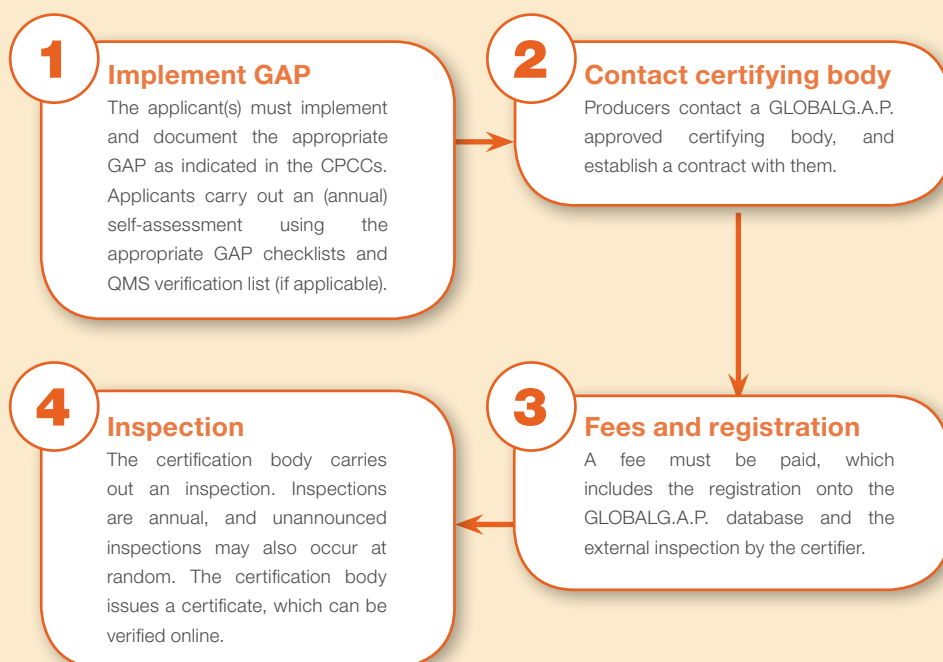 1
Implement GAP
The applicant(s) must implement
and document the appropriate
GAP as indicated in the CPCCs.
Applicants carry out an (annual)
self-assessment using the
appropriate GAP checklists and
QMS verification list (if applicable).
2
Contact certifying body
Producers contact a GLOBALG.A.P.
approved certifying body, and
establish a contract with them.
3
Fees and registration
A fee must be paid, which
includes the registration onto the
GLOBALG.A.P. database and the
external inspection by the certifier.
4
Inspection
The certification body carries
out an inspection. Inspections
are annual, and unannounced
inspections may also occur at
random. The certification body
issues a certificate, which can be
verified online.